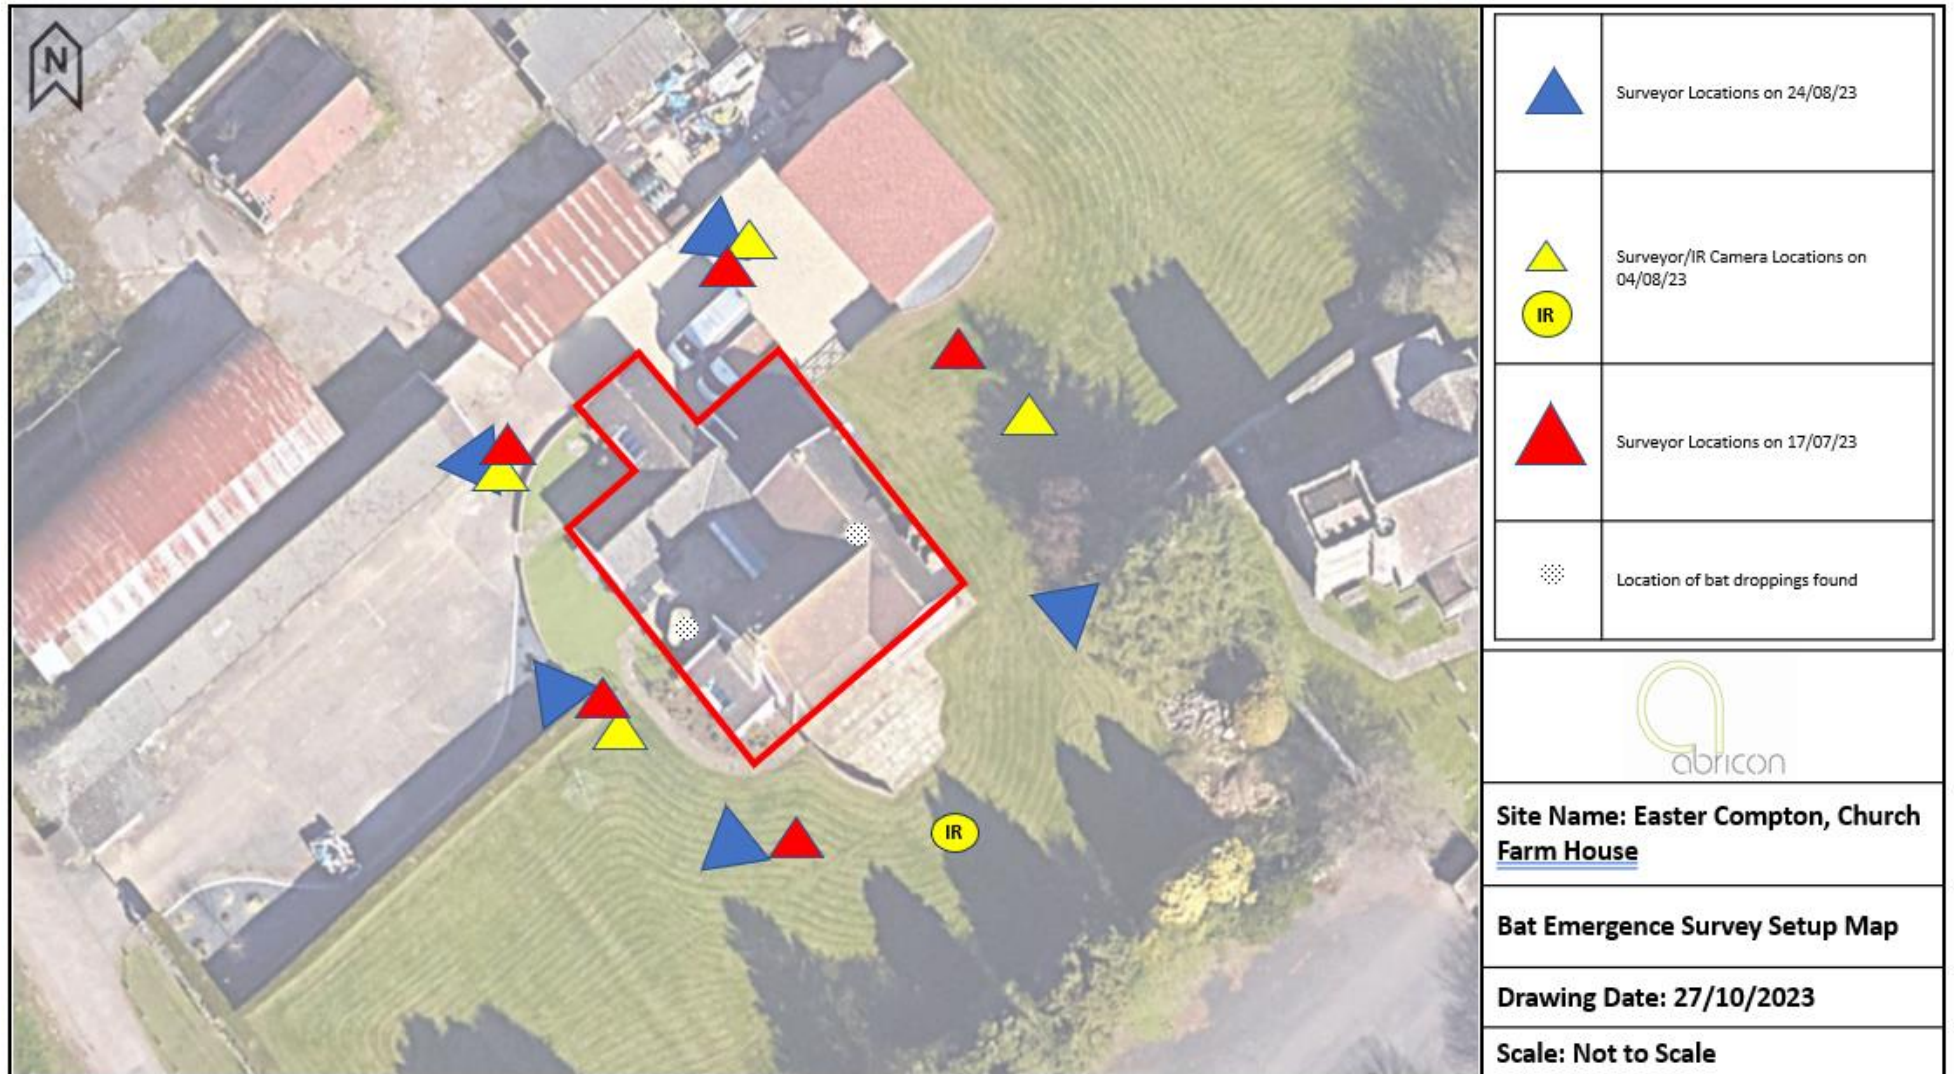 N
Surveyor Locations on 24/08/23
IR
Surveyor/IR Camera Locations on
04/08/23
Surveyor Locations on 17/07/23
Location of bat droppings found
IR
abricon
Site Name: Easter Compton, Church
Farm House
Bat Emergence Survey Setup Map
Drawing Date: 27/10/2023
Scale: Not to Scale